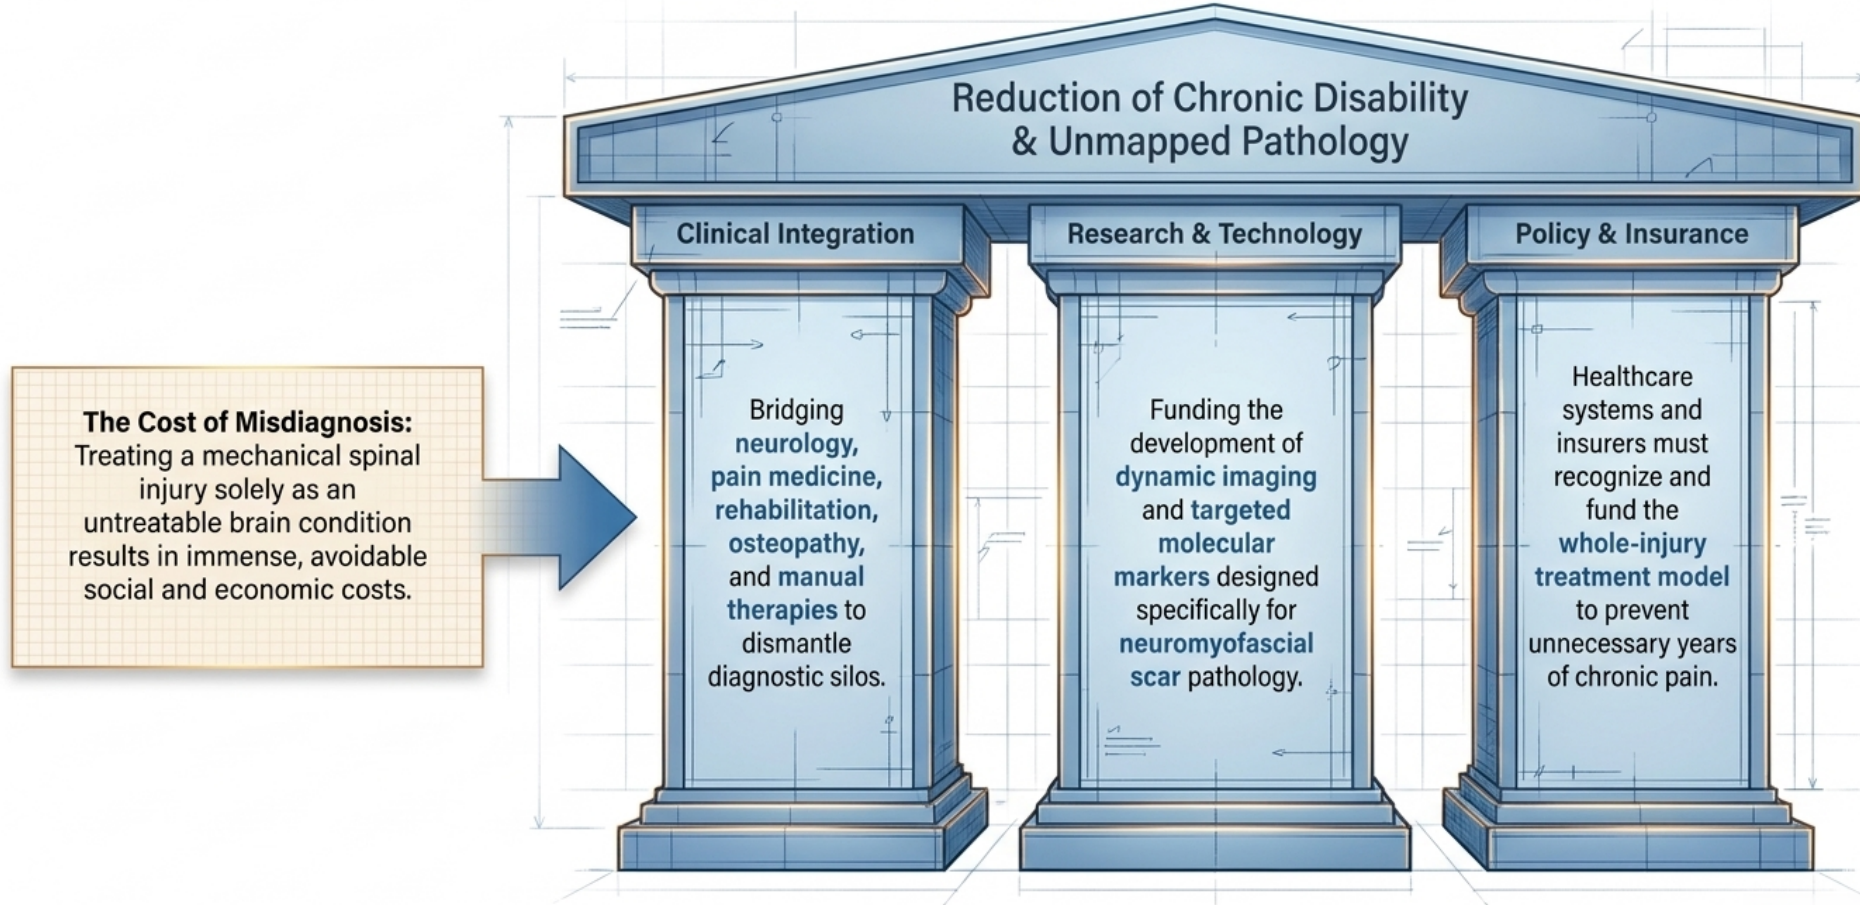 Reduction of Chronic Disability
& Unmapped Pathology
Clinical Integration
Research & Technology
Policy & Insurance
The Cost of Misdiagnosis:
Treating a mechanical spinal
injury solely as an
untreatable brain condition
results in immense, avoidable
social and economic costs.
Bridging
neurology,
pain medicine,
rehabilitation,
osteopathy,
and manual
therapies to
dismantle
diagnostic silos.
Funding the
development of
dynamic imaging
and targeted
molecular
markers designed
specifically for
neuromyofascial
scar pathology.
Healthcare
systems and
insurers must
recognize and
fund the
whole-injury
treatment model
to prevent
unnecessary years
of chronic pain.